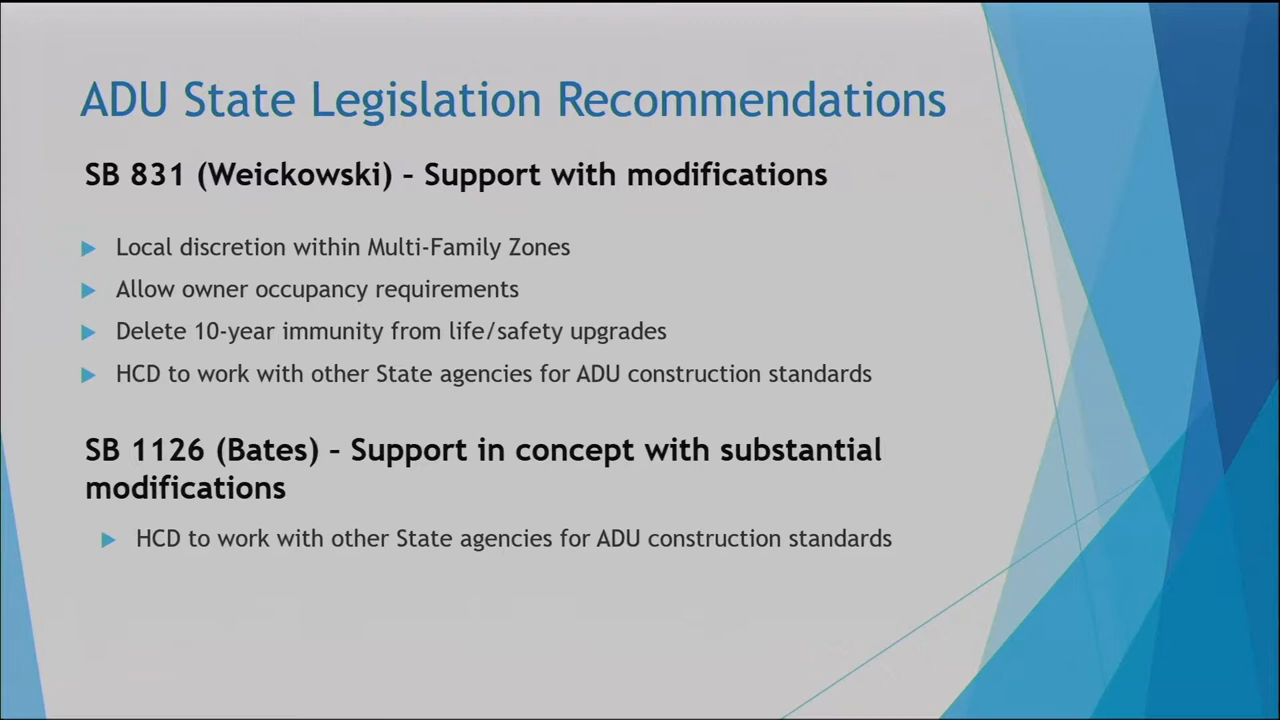 ADU State Legislation Recommendations
SB 831 (Weickowski) – Support with modifications
Local discretion within Multi-Family Zones
Allow owner occupancy requirements
Delete 10-year immunity from life/safety upgrades
HCD to work with other State agencies for ADU construction standards
SB 1126 (Bates) – Support in concept with substantial
modifications
HCD to work with other State agencies for ADU construction standards